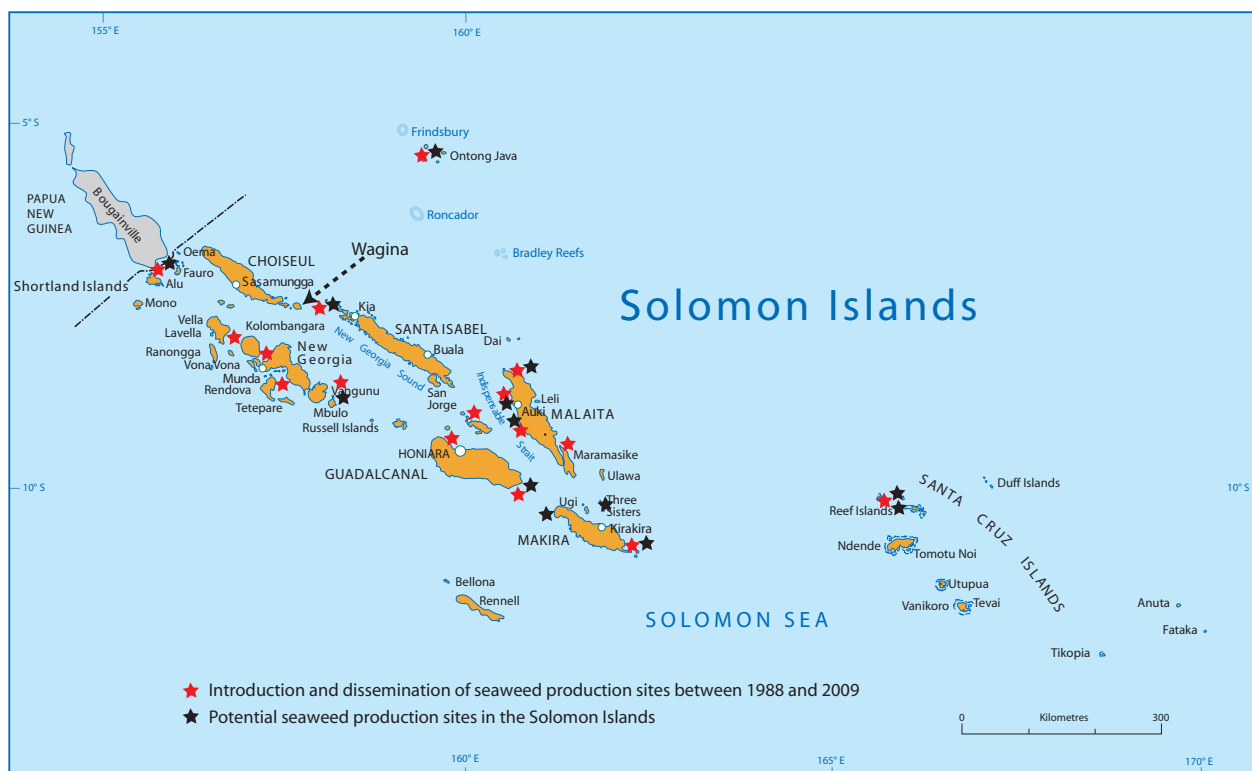 155° E
160° E
5° S
Frindsbury
Ontong Java
PAPUA
NEW
GUINEA
Bougainville
Roncador
Wagina
Bradley Reefs
Oema
CHOISEUL
Fauro
Shortland Islands
Alu
Sasamungga
Mono
Kia
Solomon Islands
Vella
Lavella
Kolombangara
SANTA ISABEL
Dai
New Georgia Sound
Buala
Ranongga
New
Georgia
Vona Vona
Munda
Rendova
Vangunu
San
Jorge
Indispensable
Strait
Leli
Auki
MALAITA
Tetepare
Mbulo
Russell Islands
HONIARA
Maramasike
GUADALCANAL
Ulawa
10° S
10° S
SANTA CRUZ ISLANDS
Duff Islands
Ugi
Three
Sisters
Reef Islands
Kirakira
MAKIRA
Ndende
Tomotu Noi
Bellona
Utupua
Rennell
Vanikoro
Tevai
Anuta
SOLOMON SEA
Fataka
Tikopia
Introduction and dissemination of seaweed production sites between 1988 and 2009
Potential seaweed production sites in the Solomon Islands
0
Kilometres
300
160° E
165° E
170° E